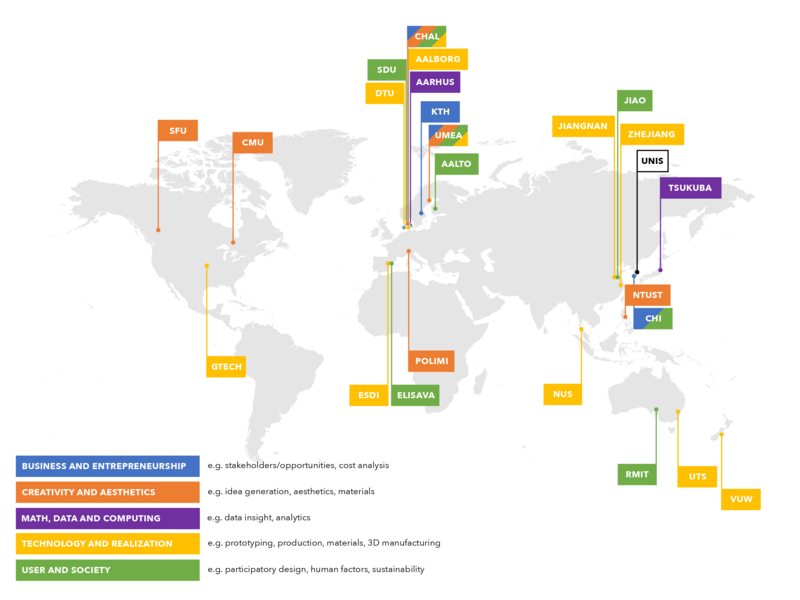 CHAL
AALBORG
SDU
AARHUS
DTU
KTH
JIAO
SFU
JIANGNAN
ZHEJIANG
CMU
UMEA
AALTO
UNIS
TSUKUBA
NTUST
CHI
POLIMI
GTECH
ESDI
ELISAVA
NUS
RMIT
UTS
VUW
BUSINESS AND ENTREPRENEURSHIP e.g. stakeholders/opportunities, cost analysis
CREATIVITY AND AESTHETICS e.g. idea generation, aesthetics, materials
MATH, DATA AND COMPUTING e.g. data insight, analytics
TECHNOLOGY AND REALIZATION e.g. prototyping, production, materials, 3D manufacturing
USER AND SOCIETY e.g. participatory design, human factors, sustainability